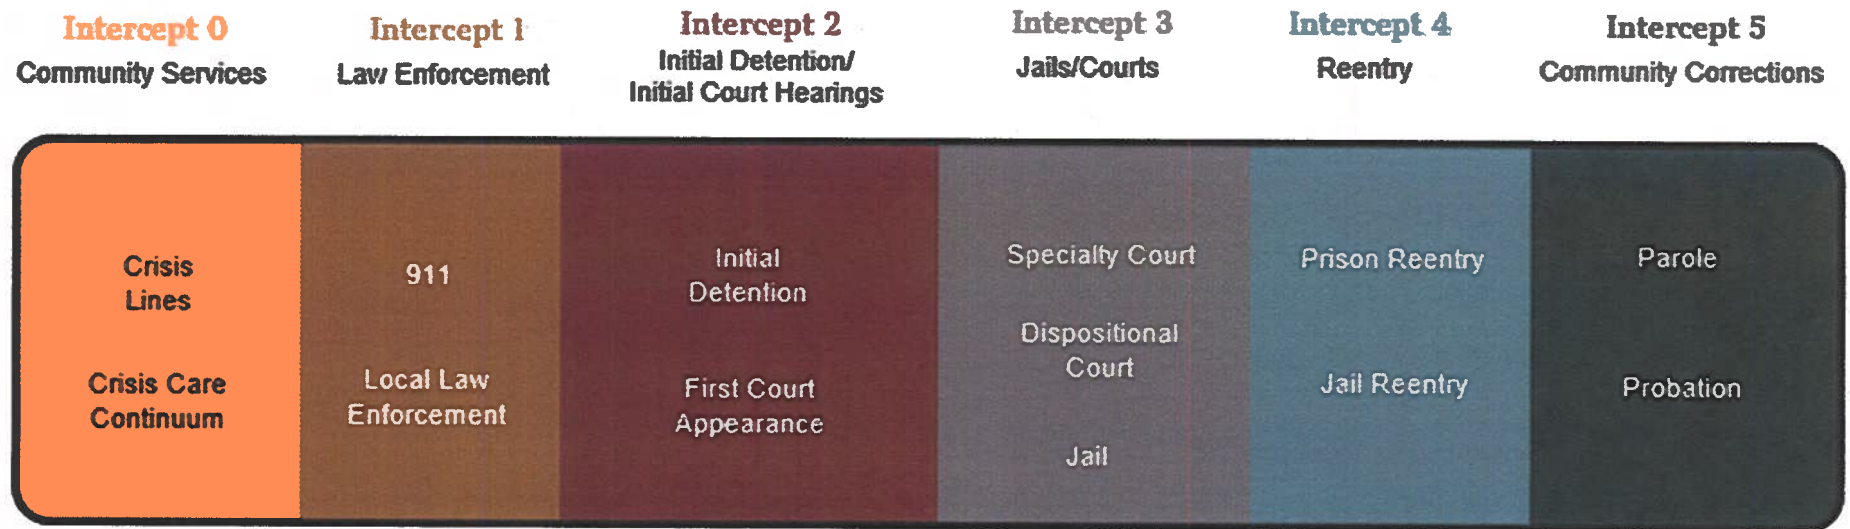 Intercept 0
Community Services
Intercept 1
Law Enforcement
Intercept 2
Initial Detention/
Initial Court Hearings
Intercept 3
Jails/Courts
Intercept 4
Reentry
Intercept 5
Community Corrections
Crisis
Lines
Crisis Care
Continuum
911
Local Law
Enforcement
Initial
Detention
First Court
Appearance
Specialty Court
Dispositional
Court
Jail
Prison Reentry
Jail Reentry
Parole
Probation